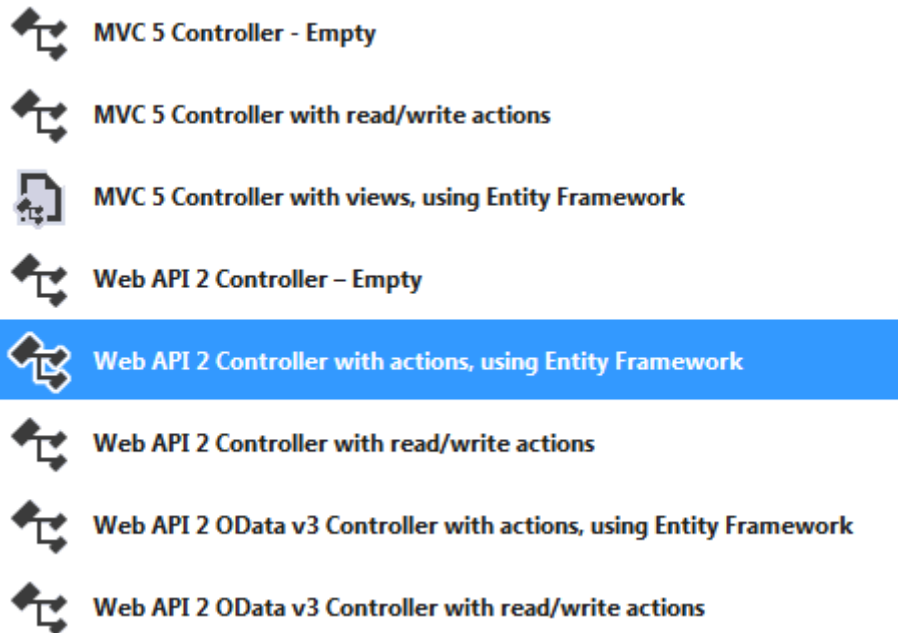 MVC 5 Controller - Empty
MVC 5 Controller with read/write actions
MVC 5 Controller with views, using Entity Framework
Web API 2 Controller – Empty
Web API 2 Controller with actions, using Entity Framework
Web API 2 Controller with read/write actions
Web API 2 OData v3 Controller with actions, using Entity Framework
Web API 2 OData v3 Controller with read/write actions